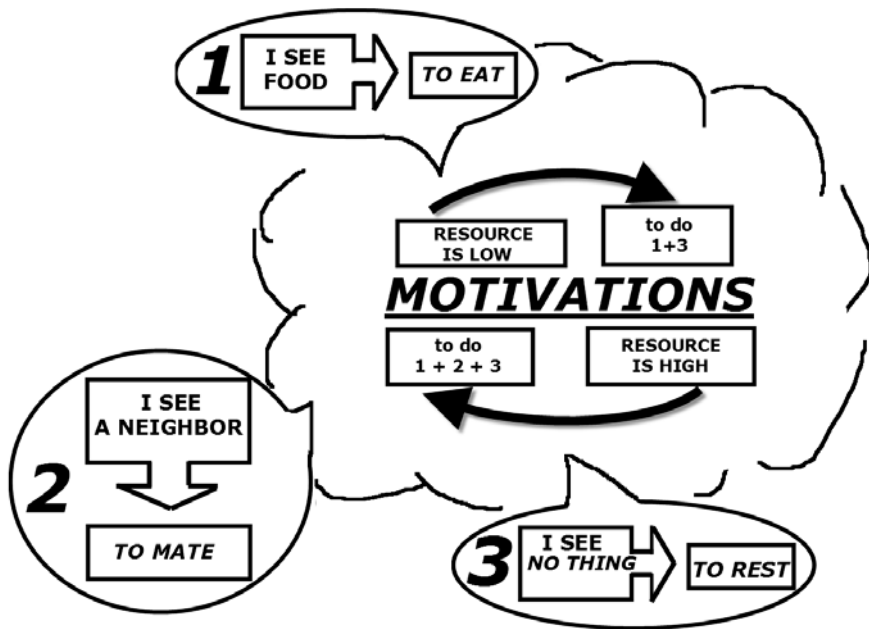 1
I SEE
FOOD
TO EAT
RESOURCE
IS LOW
to do
1+3
MOTIVATIONS
to do
1 + 2 + 3
RESOURCE
IS HIGH
2
I SEE
A NEIGHBOR
TO MATE
3
I SEE
NO THING
TO REST